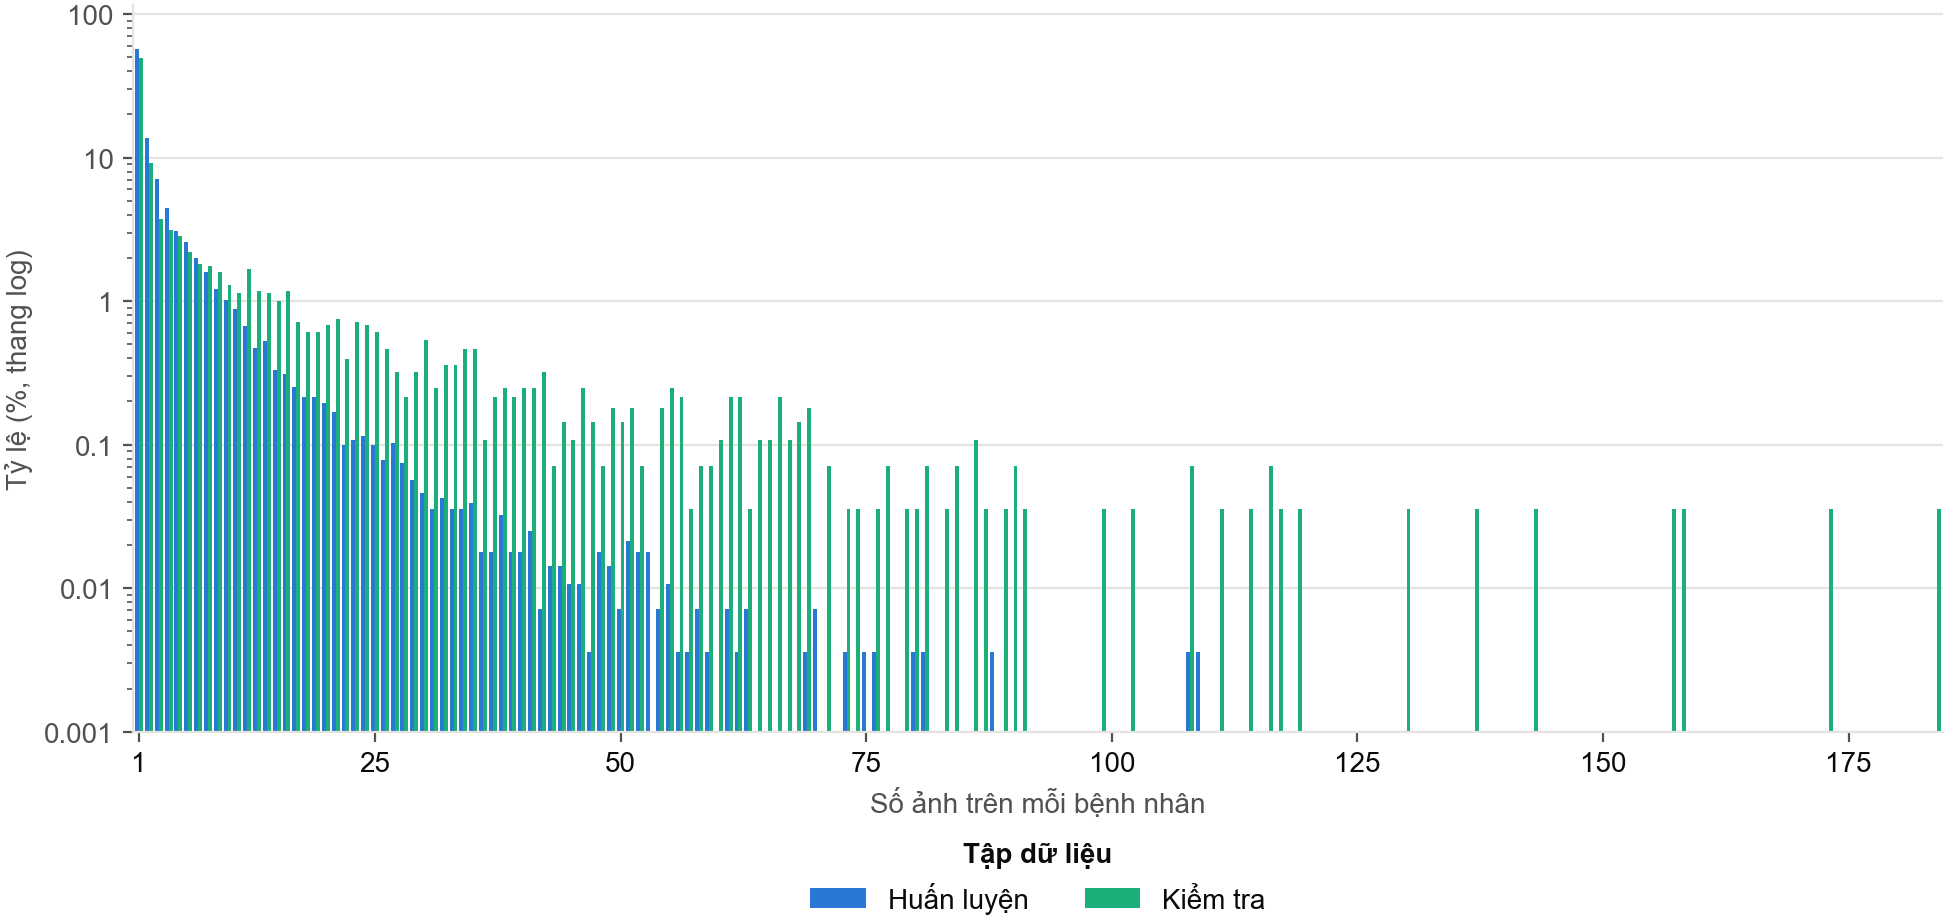 Tỷ lệ (%, thang log)
100
10
1
0.1
0.01
0.001
1 25 50 75 100 125 150 175
Số ảnh trên mỗi bệnh nhân
Tập dữ liệu
Huấn luyện Kiểm tra